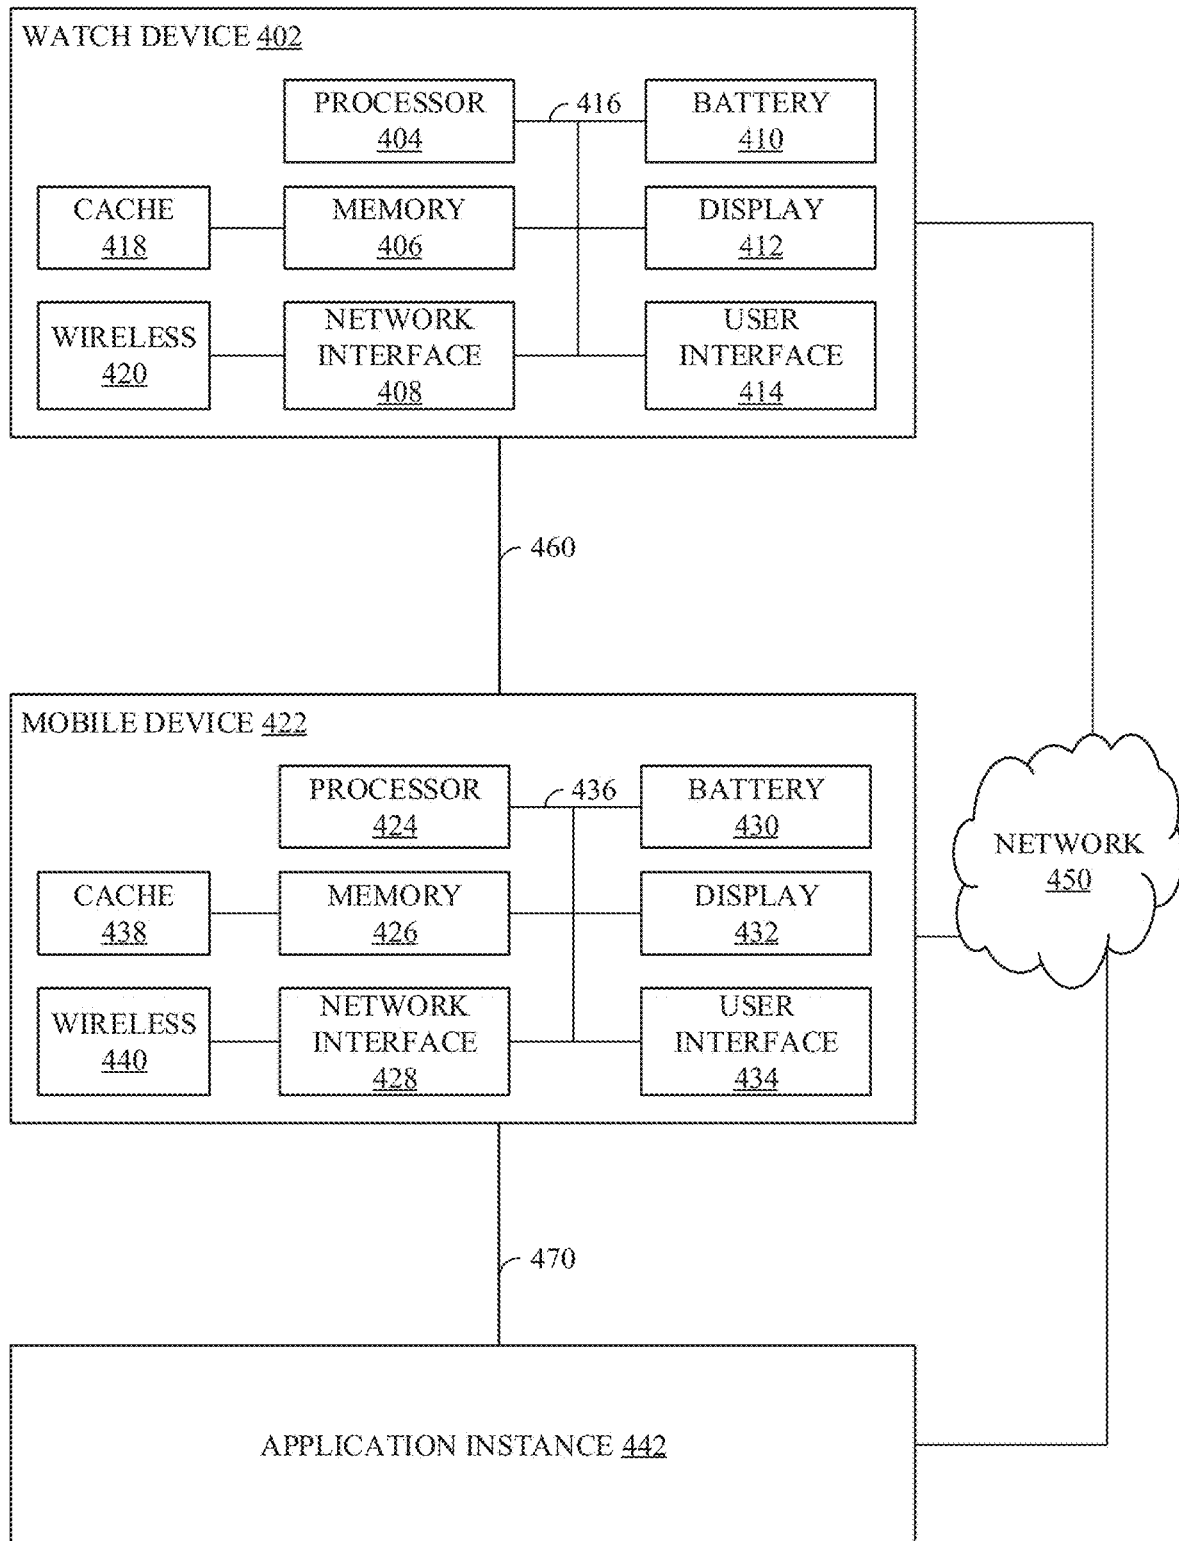 WATCH DEVICE 402
PROCESSOR
404
416
BATTERY
410
CACHE
418
MEMORY
406
DISPLAY
412
WIRELESS
420
NETWORK
INTERFACE
408
USER
INTERFACE
414
460
MOBILE DEVICE 422
PROCESSOR
424
436
BATTERY
430
CACHE
438
MEMORY
426
DISPLAY
432
WIRELESS
440
NETWORK
INTERFACE
428
USER
INTERFACE
434
NETWORK
450
470
APPLICATION INSTANCE 442